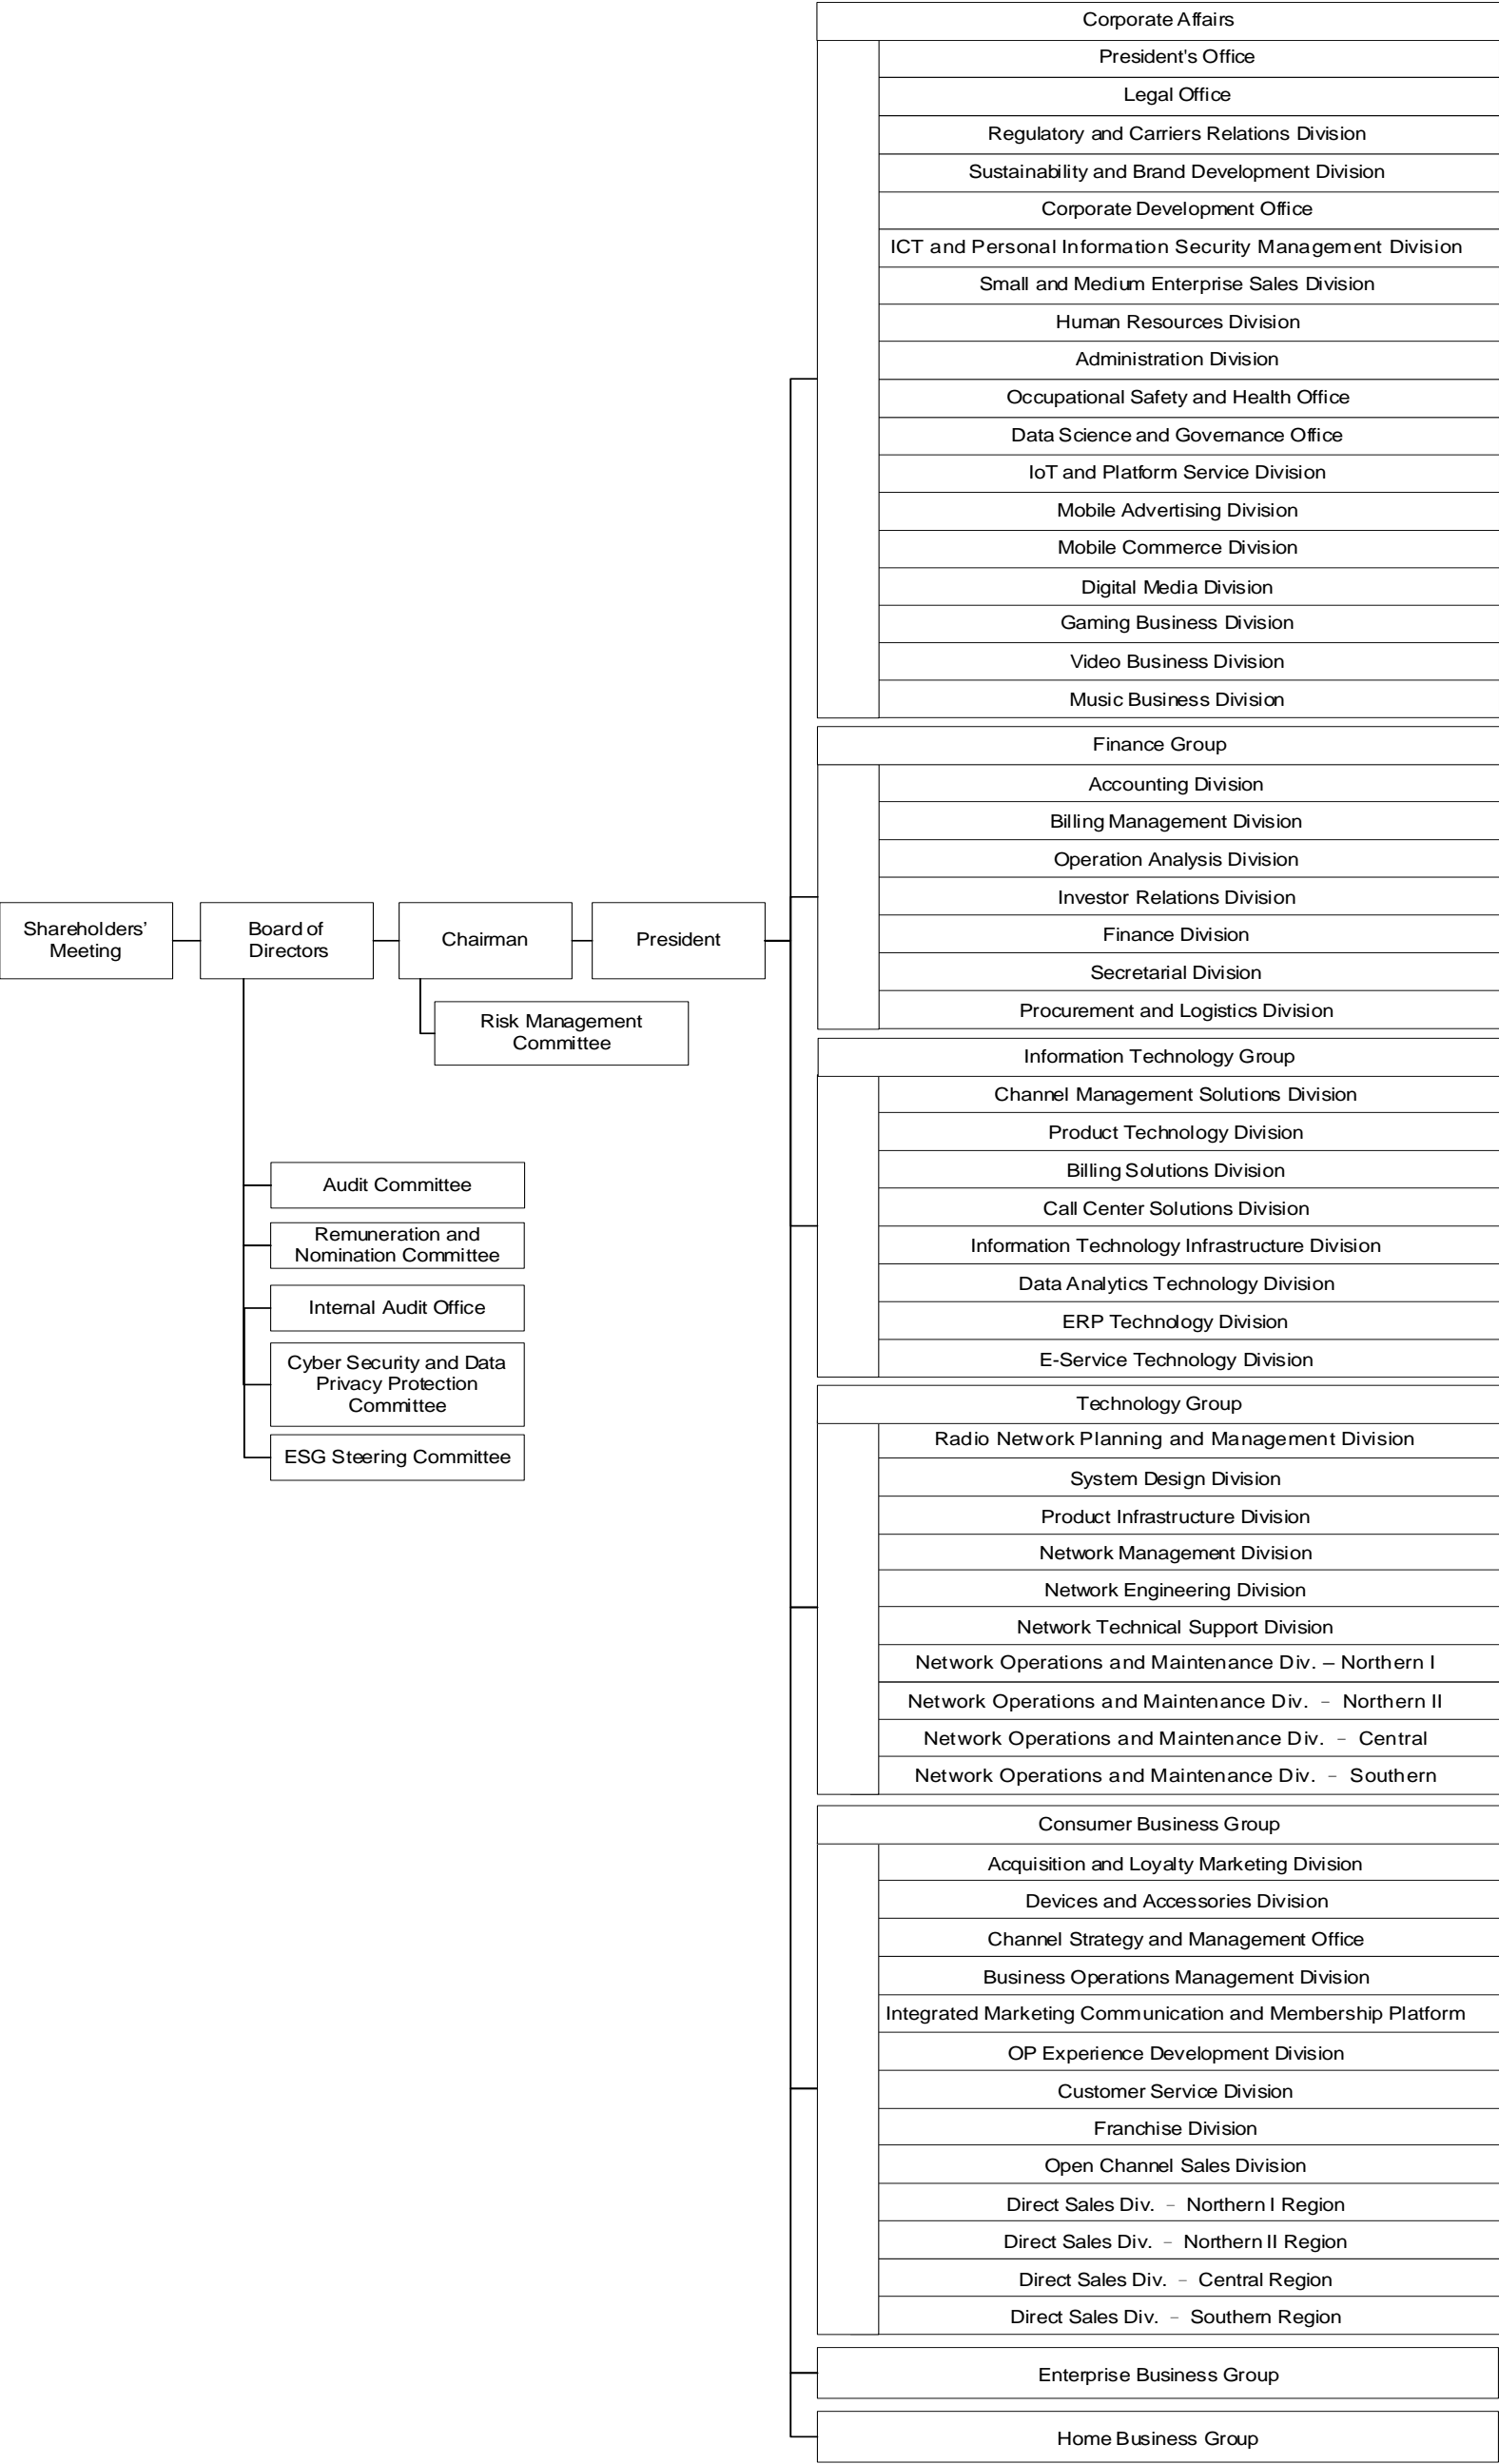 Shareholders’
Meeting
Board of
Directors
Chairman
President
Risk Management
Committee
Audit Committee
Remuneration and
Nomination Committee
Internal Audit Office
Cyber Security and Data
Privacy Protection
Committee
ESG Steering Committee
Corporate Affairs
President's Office
Legal Office
Regulatory and Carriers Relations Division
Sustainability and Brand Development Division
Corporate Development Office
ICT and Personal Information Security Management Division
Small and Medium Enterprise Sales Division
Human Resources Division
Administration Division
Occupational Safety and Health Office
Data Science and Governance Office
IoT and Platform Service Division
Mobile Advertising Division
Mobile Commerce Division
Digital Media Division
Gaming Business Division
Video Business Division
Music Business Division
Finance Group
Accounting Division
Billing Management Division
Operation Analysis Division
Investor Relations Division
Finance Division
Secretarial Division
Procurement and Logistics Division
Information Technology Group
Channel Management Solutions Division
Product Technology Division
Billing Solutions Division
Call Center Solutions Division
Information Technology Infrastructure Division
Data Analytics Technology Division
ERP Technology Division
E-Service Technology Division
Technology Group
Radio Network Planning and Management Division
System Design Division
Product Infrastructure Division
Network Management Division
Network Engineering Division
Network Technical Support Division
Network Operations and Maintenance Div. – Northern I
Network Operations and Maintenance Div. – Northern II
Network Operations and Maintenance Div. – Central
Network Operations and Maintenance Div. – Southern
Consumer Business Group
Acquisition and Loyalty Marketing Division
Devices and Accessories Division
Channel Strategy and Management Office
Business Operations Management Division
Integrated Marketing Communication and Membership Platform
OP Experience Development Division
Customer Service Division
Franchise Division
Open Channel Sales Division
Direct Sales Div. – Northern I Region
Direct Sales Div. – Northern II Region
Direct Sales Div. – Central Region
Direct Sales Div. – Southern Region
Enterprise Business Group
Home Business Group